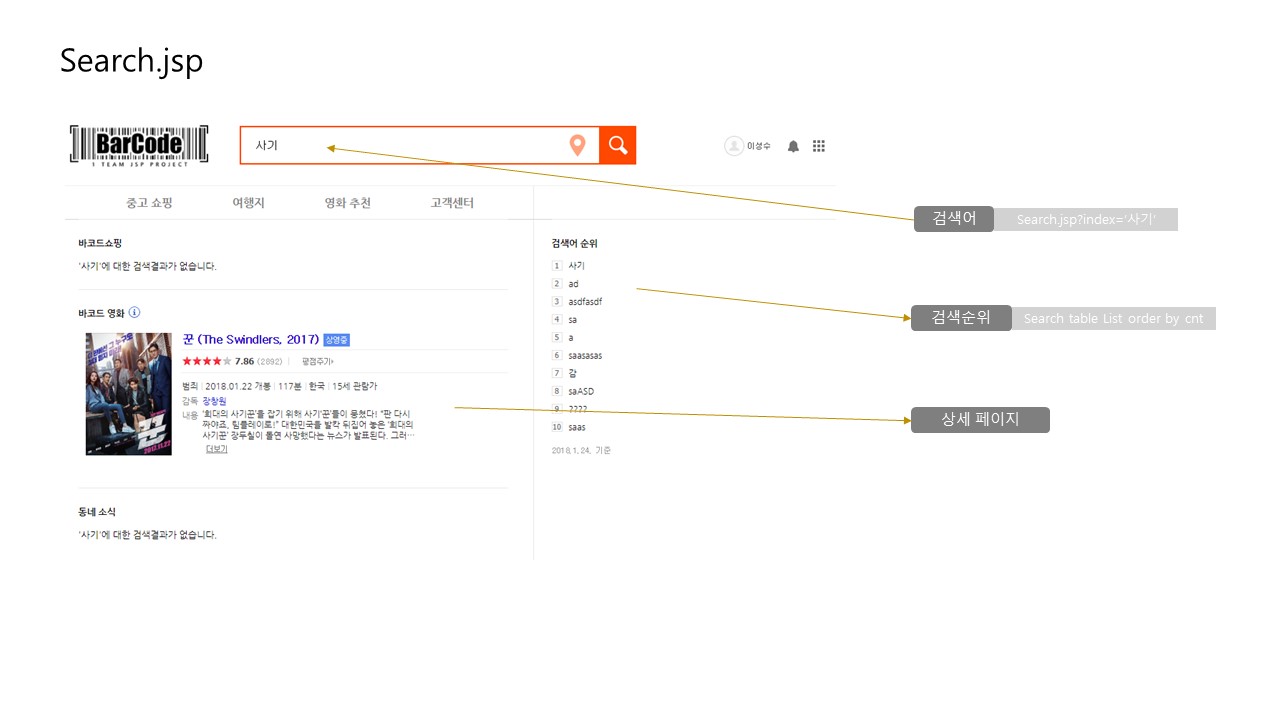 Search.jsp
BarCode
1 TEAM JSP PROJECT
사기
이성수
중고 쇼핑
여행지
영화 추천
고객센터
검색어
Search.jsp?index='사기'
바코드쇼핑
'사기'에 대한 검색결과가 없습니다.
바코드 영화
꾼 (The Swindlers, 2017) 상영중
7.86 (2892) | 평점주기›
범죄 | 2018.01.22 개봉 | 117분 | 한국 | 15세 관람가
감독 장창원
내용 '희대의 사기꾼'을 잡기 위해 사기'꾼'들이 뭉쳤다! "판 다시
짜야죠, 팀플레이로!" 대한민국을 발칵 뒤집어 놓은 '희대의
사기꾼' 장두칠이 돌연 사망했다는 뉴스가 발표된다. 그러…
더보기
꾼
2017.11.22
동네 소식
'사기'에 대한 검색결과가 없습니다.
검색어 순위
1 사기
2 ad
3 asdfasdf
4 sa
5 a
6 saasasas
7 감
8 saASD
9 ????
10 saas
2018.1.24. 기준
검색순위
Search table List order by cnt
상세 페이지